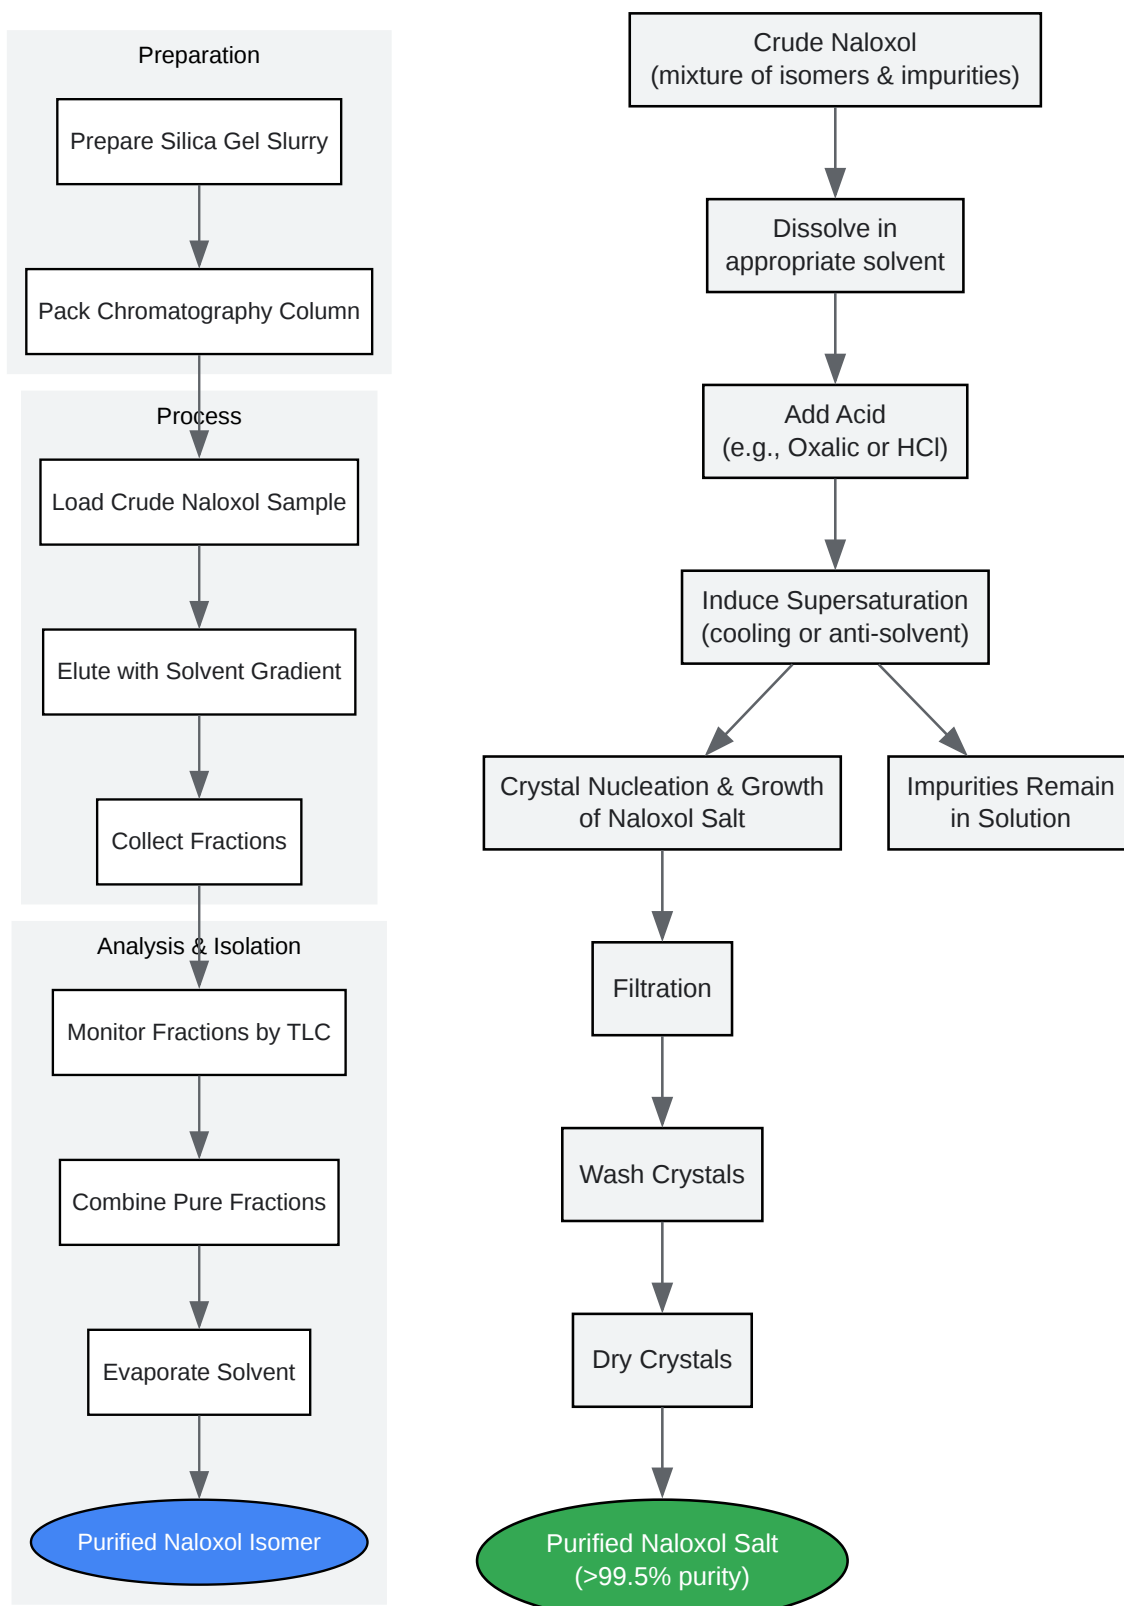 Preparation
Prepare Silica Gel Slurry
Pack Chromatography Column
Process
Load Crude Naloxol Sample
Elute with Solvent Gradient
Collect Fractions
Analysis & Isolation
Monitor Fractions by TLC
Combine Pure Fractions
Evaporate Solvent
Purified Naloxol Isomer
Crude Naloxol
(mixture of isomers & impurities)
Dissolve in
appropriate solvent
Add Acid
(e.g., Oxalic or HCl)
Induce Supersaturation
(cooling or anti-solvent)
Crystal Nucleation & Growth
of Naloxol Salt
Impurities Remain
in Solution
Filtration
Wash Crystals
Dry Crystals
Purified Naloxol Salt
(>99.5% purity)